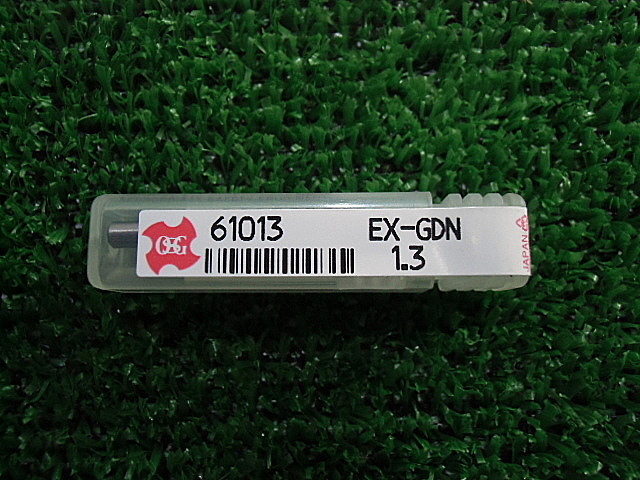 OSG
61013 EX-GDN
1.3
JAPAN